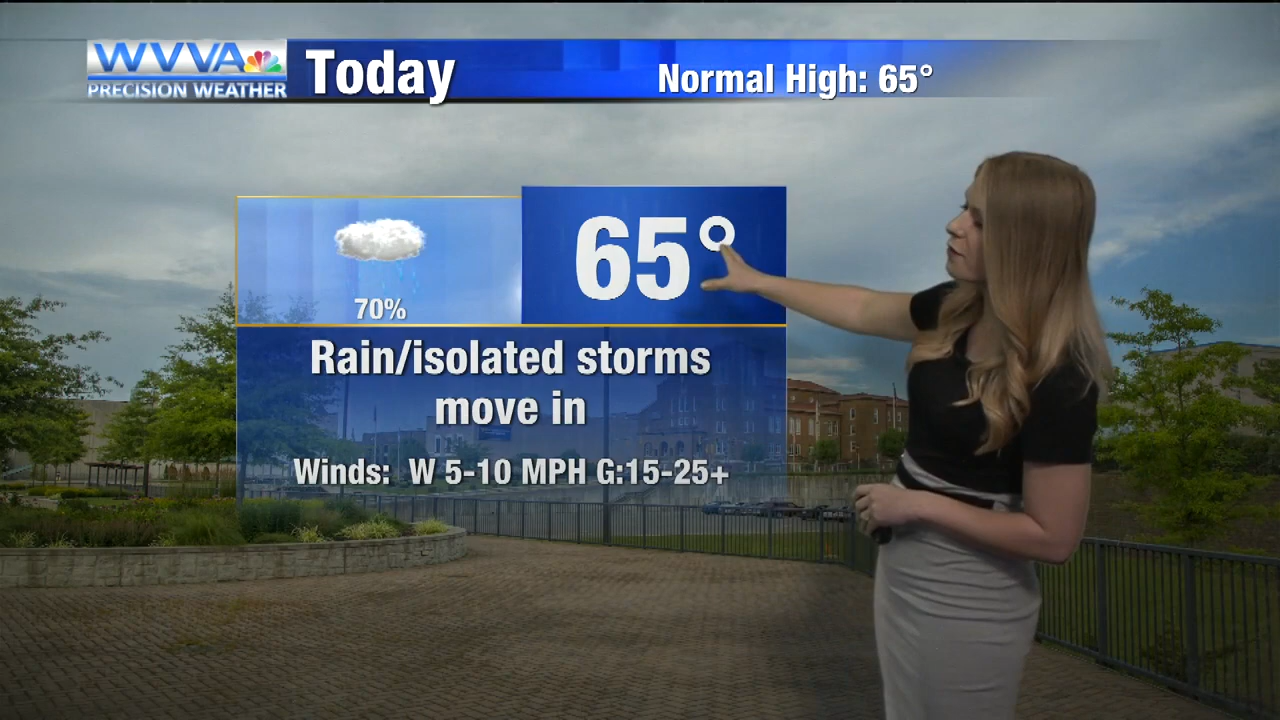 WVVA
PRECISION WEATHER
Today
Normal High: 65°
70%
65°
Rain/isolated storms
move in
Winds: W 5-10 MPH G:15-25+